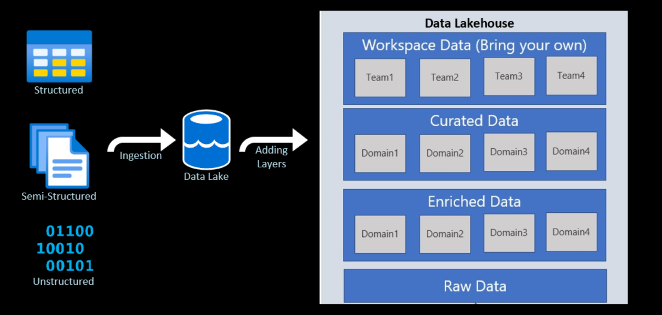 Structured
Semi-Structured
01100
10010
00101
Unstructured
Ingestion
Data Lake
Adding
Layers
Data Lakehouse
Workspace Data (Bring your own)
Team1 Team2 Team3 Team4
Curated Data
Domain1 Domain2 Domain3 Domain4
Enriched Data
Domain1 Domain2 Domain3 Domain4
Raw Data